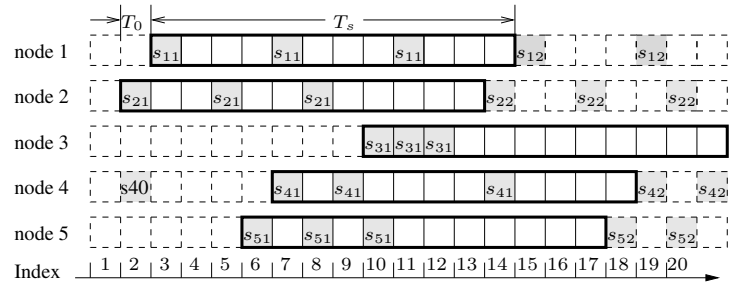 T₀ Tₛ
node 1 s₁₁ s₁₁ s₁₁ s₁₂ s₁₂
node 2 s₂₁ s₂₁ s₂₁ s₂₂ s₂₂ s₂₂
node 3 s₃₁ s₃₁ s₃₁
node 4 s40 s₄₁ s₄₁ s₄₁ s₄₂ s₄₂
node 5 s₅₁ s₅₁ s₅₁ s₅₂ s₅₂
Index 1 2 3 4 5 6 7 8 9 10 11 12 13 14 15 16 17 18 19 20